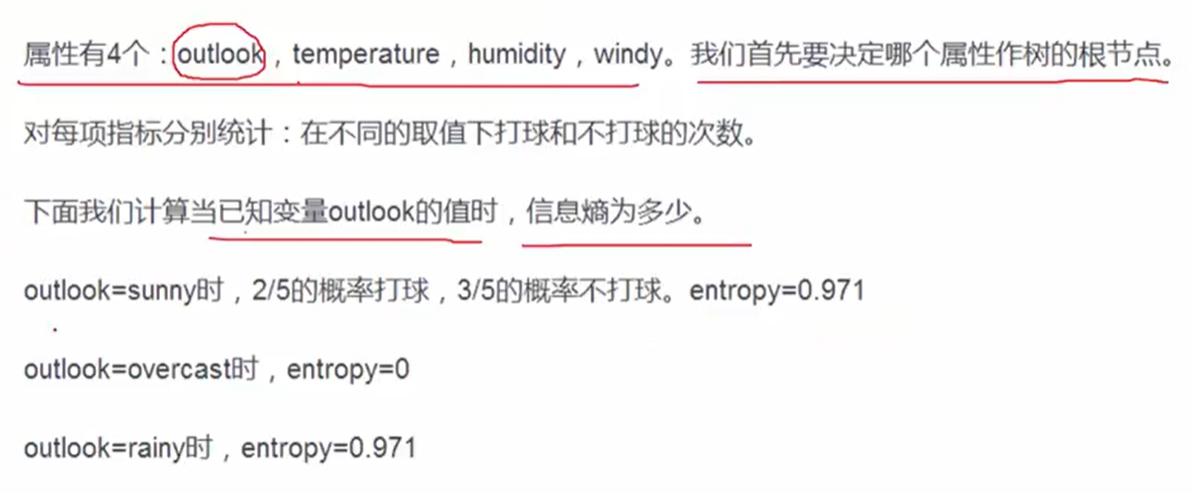 属性有4个：outlook，temperature，humidity，windy。我们首先要决定哪个属性作树的根节点。
对每项指标分别统计：在不同的取值下打球和不打球的次数。
下面我们计算当已知变量outlook的值时，信息熵为多少。
outlook=sunny时，2/5的概率打球，3/5的概率不打球。entropy=0.971
outlook=overcast时，entropy=0
outlook=rainy时，entropy=0.971